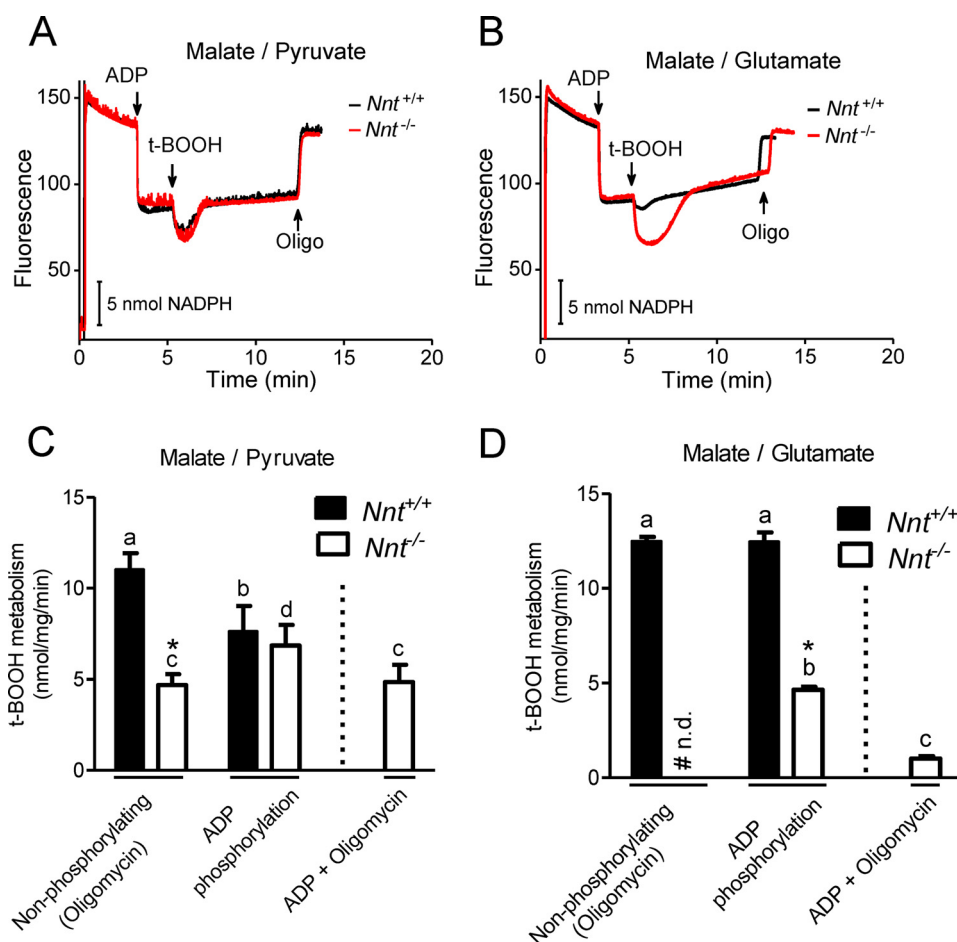 A
Malate / Pyruvate
ADP
t-BOOH
Nnt+/+
Nnt-/-
Oligo
5 nmol NADPH
Fluorescence
150
100
50
0
5
10
15
20
Time (min)
B
Malate / Glutamate
ADP
t-BOOH
Nnt+/+
Nnt-/-
Oligo
5 nmol NADPH
Fluorescence
150
100
50
0
5
10
15
20
Time (min)
C
Malate / Pyruvate
Nnt+/+
Nnt-/-
t-BOOH metabolism
(nmol/mg/min)
15
10
5
0
a
*
c
b
d
c
Non-phosphorylating
(Oligomycin)
ADP
phosphorylation
ADP + Oligomycin
D
Malate / Glutamate
Nnt+/+
Nnt-/-
t-BOOH metabolism
(nmol/mg/min)
15
10
5
0
a
# n.d.
a
*
b
c
Non-phosphorylating
(Oligomycin)
ADP
phosphorylation
ADP + Oligomycin